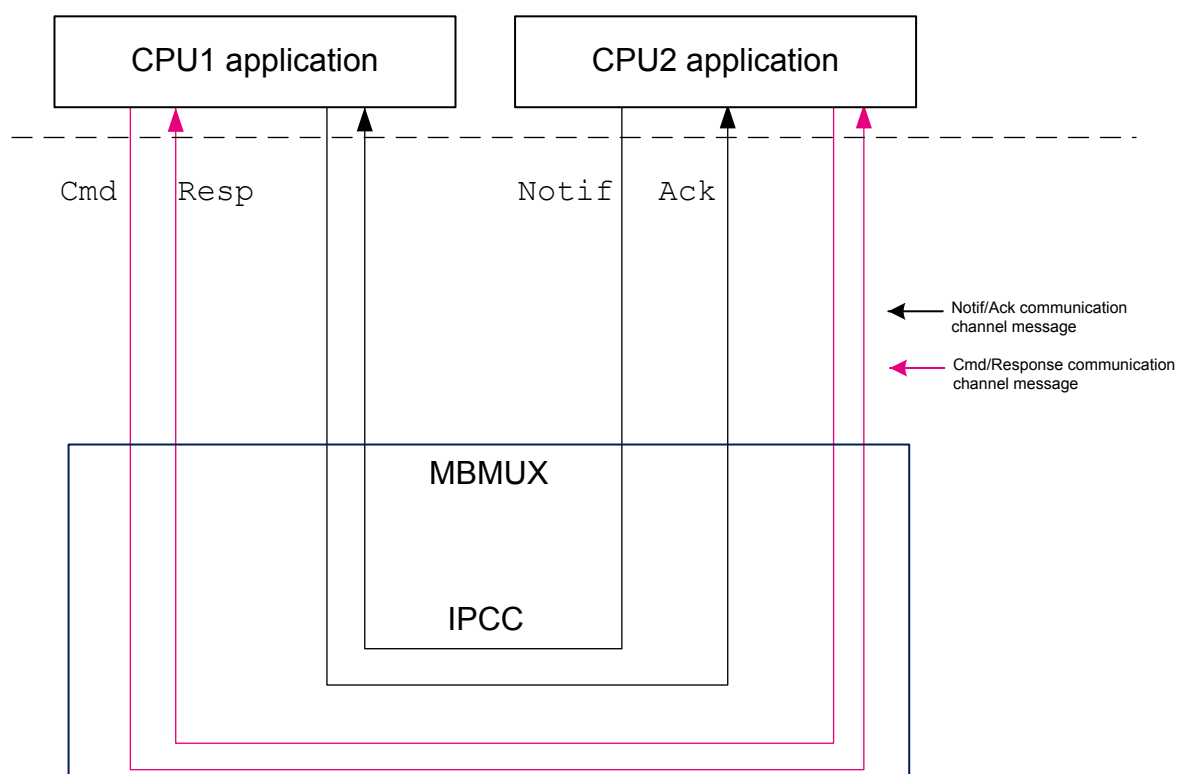 CPU1 application
CPU2 application
Cmd
Resp
Notif
Ack
Notif/Ack communication
channel message
Cmd/Response communication
channel message
MBMUX
IPCC